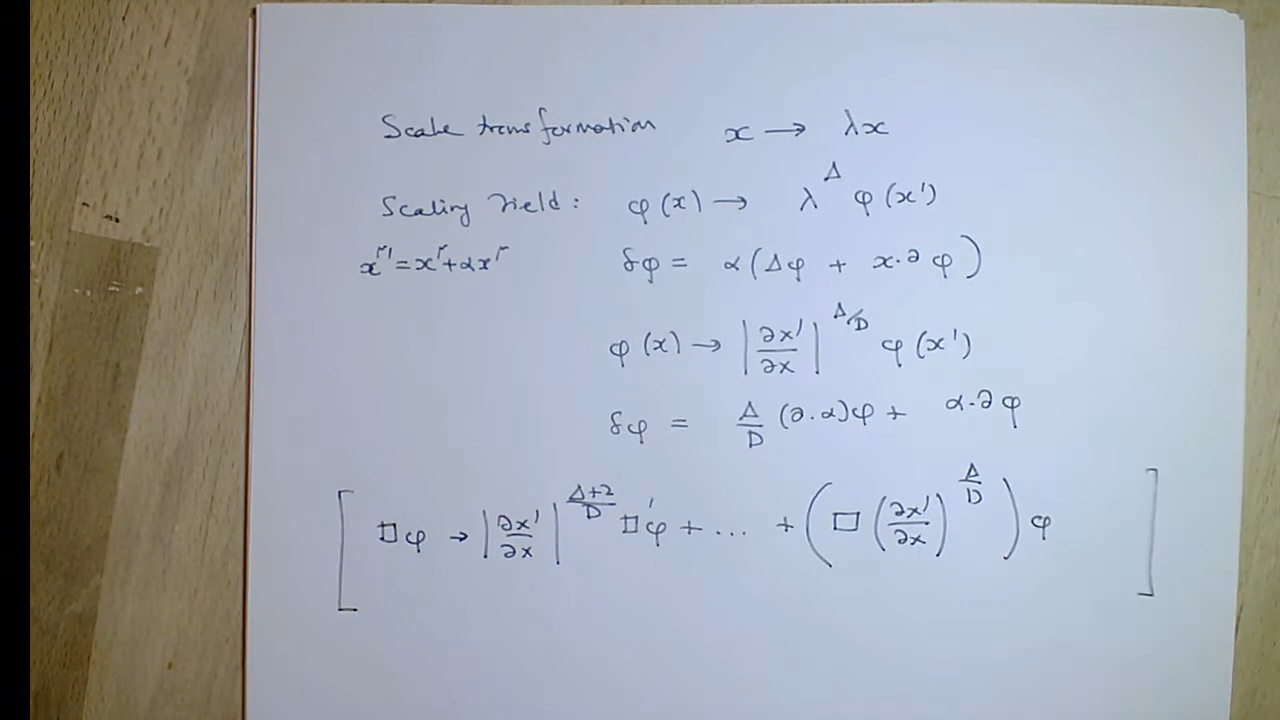 Scale transformation x → λx
Scaling field: φ(x) → λ^Δ φ(x')
x^μ' = x^μ + αx^μ δφ = α(Δφ + x·∂φ)
φ(x) → |∂x'/∂x|^{Δ/D} φ(x')
δφ = Δ/D (∂·α)φ + α·∂φ
[ □φ → |∂x'/∂x|^{(Δ+2)/D} □'φ + ... + (□(∂x'/∂x)^{Δ/D})φ ]